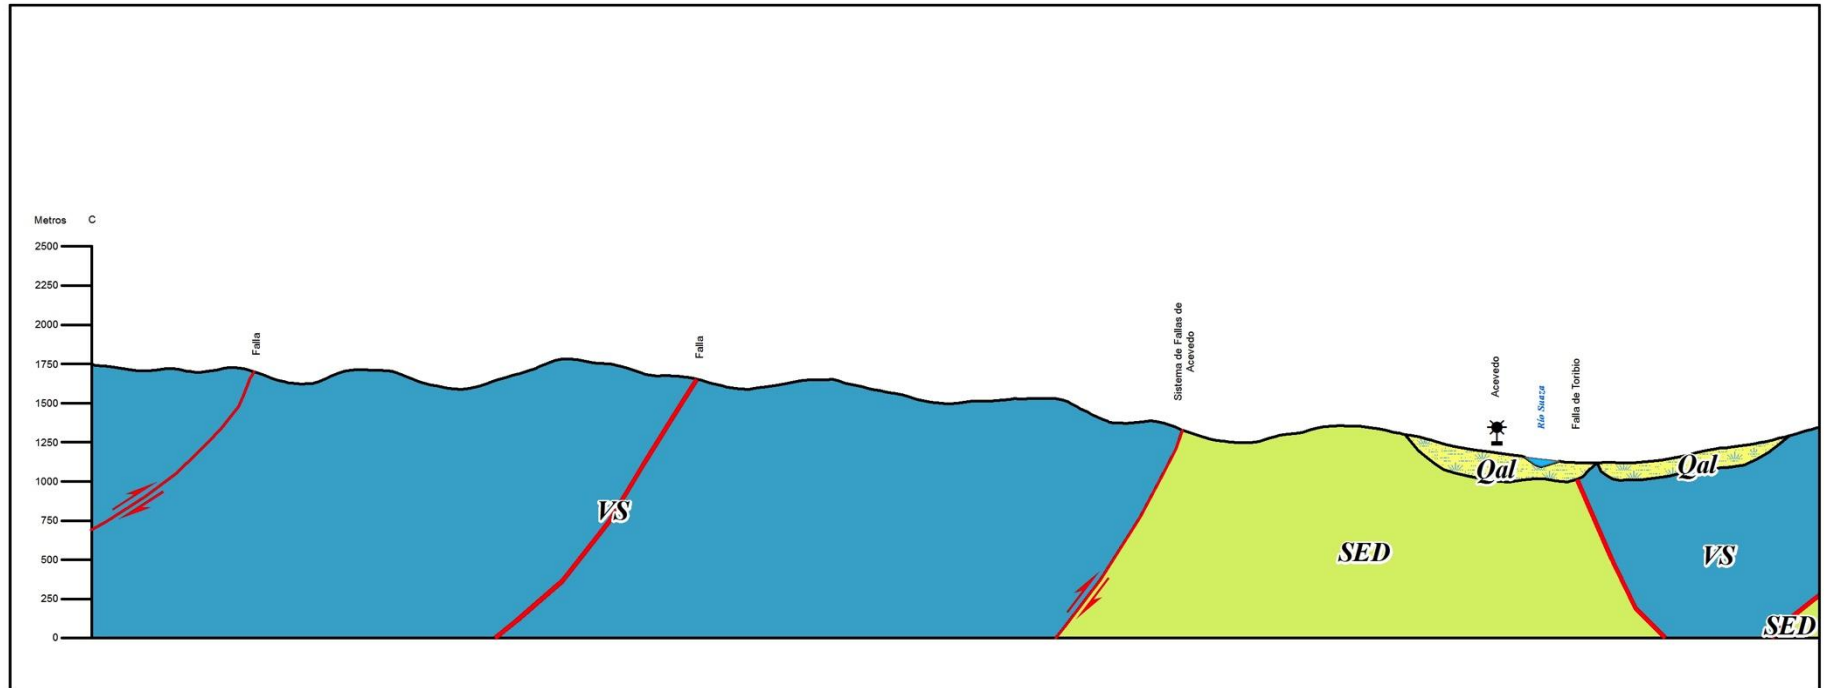 Metros C
2500
2250
2000
1750
1500
1250
1000
750
500
250
0
Falla
Falla
Sistema de Fallas de
Acevedo
Acevedo
Río Suaza
Falla de Toribio
VS
SED
Qal
Qal
VS
SED